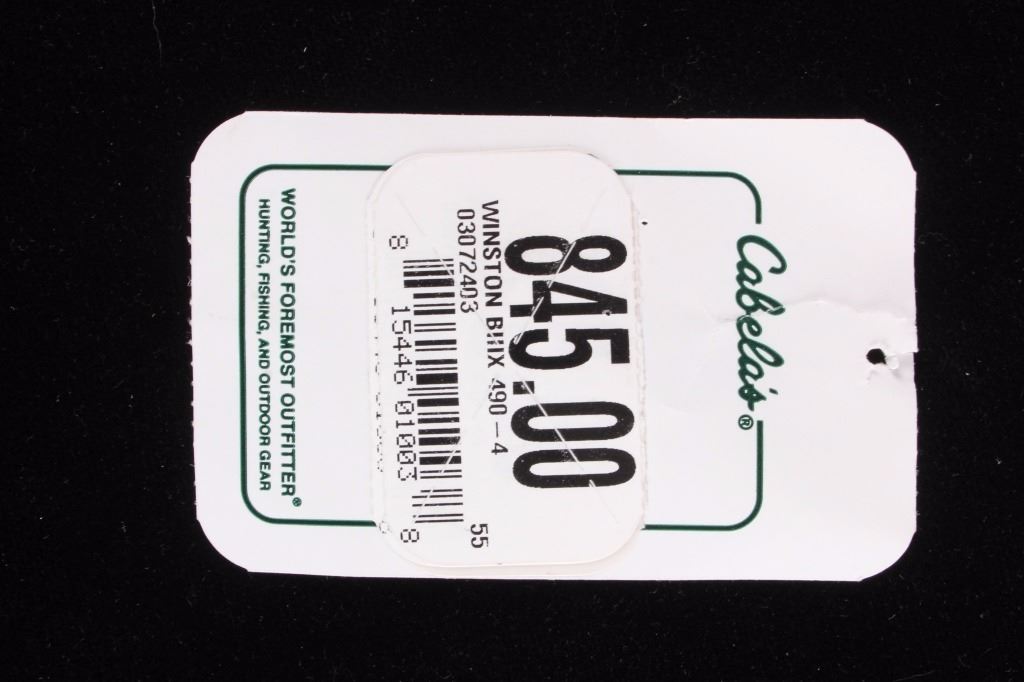 Cabela's®
845.00
WINSTON BIIIX 490-4
03072403
55
8 15446 01003 8
WORLD'S FOREMOST OUTFITTER®
HUNTING, FISHING, AND OUTDOOR GEAR